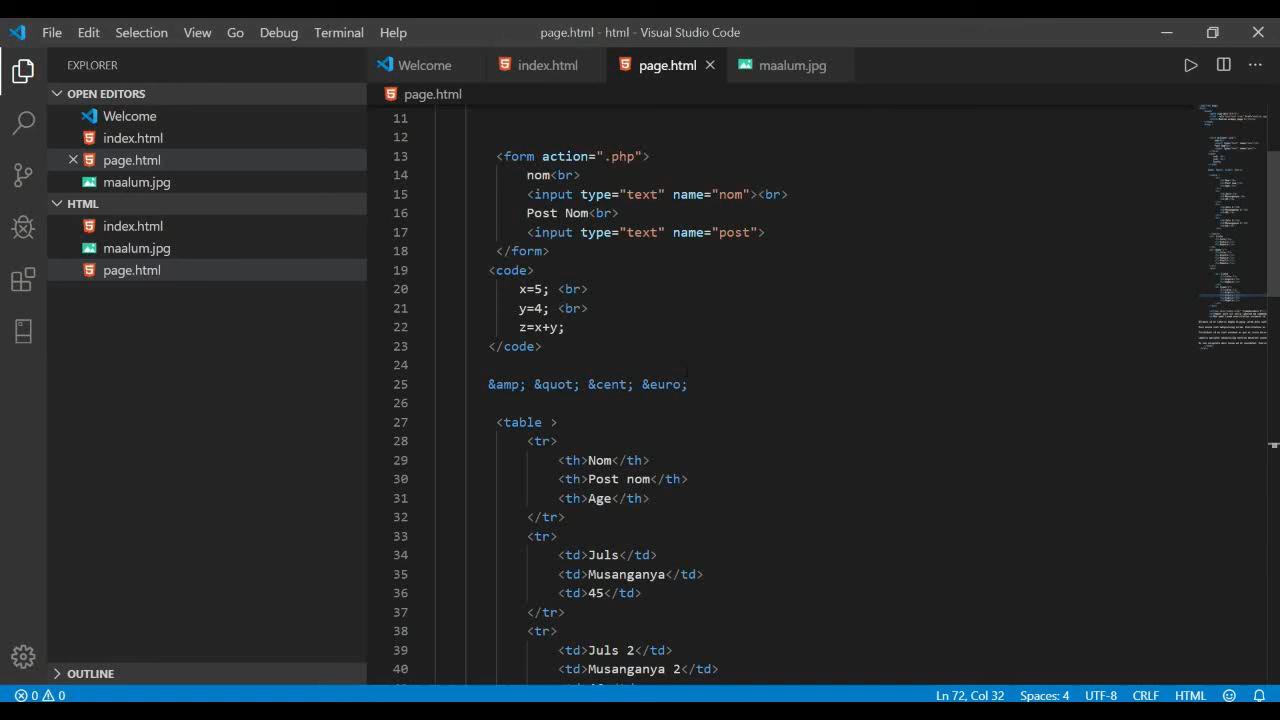 File Edit Selection View Go Debug Terminal Help
page.html - html - Visual Studio Code
EXPLORER
Welcome
index.html
page.html
maalum.jpg
OPEN EDITORS
Welcome
index.html
page.html
maalum.jpg
HTML
index.html
maalum.jpg
page.html
OUTLINE
page.html
11
12
13 <form action=".php">
14 nom<br>
15 <input type="text" name="nom"><br>
16 Post Nom<br>
17 <input type="text" name="post">
18 </form>
19 <code>
20 x=5; <br>
21 y=4; <br>
22 z=x+y;
23 </code>
24
25 &amp; &quot; &cent; &euro;
26
27 <table >
28 <tr>
29 <th>Nom</th>
30 <th>Post nom</th>
31 <th>Age</th>
32 </tr>
33 <tr>
34 <td>Juls</td>
35 <td>Musanganya</td>
36 <td>45</td>
37 </tr>
38 <tr>
39 <td>Juls 2</td>
40 <td>Musanganya 2</td>
0 0
Ln 72, Col 32 Spaces: 4 UTF-8 CRLF HTML